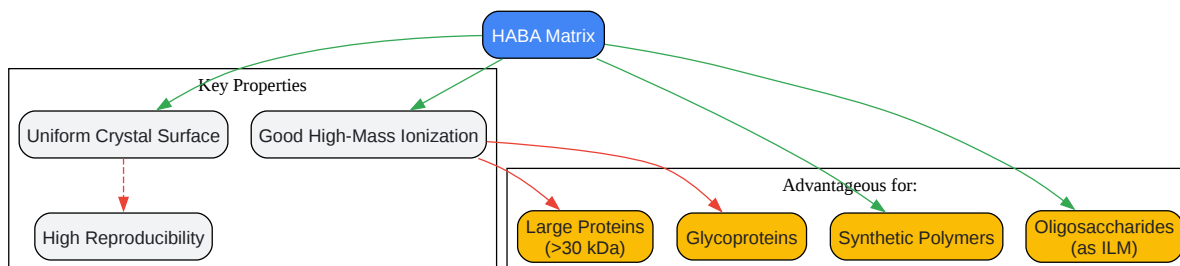 HABA Matrix
Key Properties
Uniform Crystal Surface
Good High-Mass Ionization
High Reproducibility
Advantageous for:
Large Proteins
(>30 kDa)
Glycoproteins
Synthetic Polymers
Oligosaccharides
(as ILM)